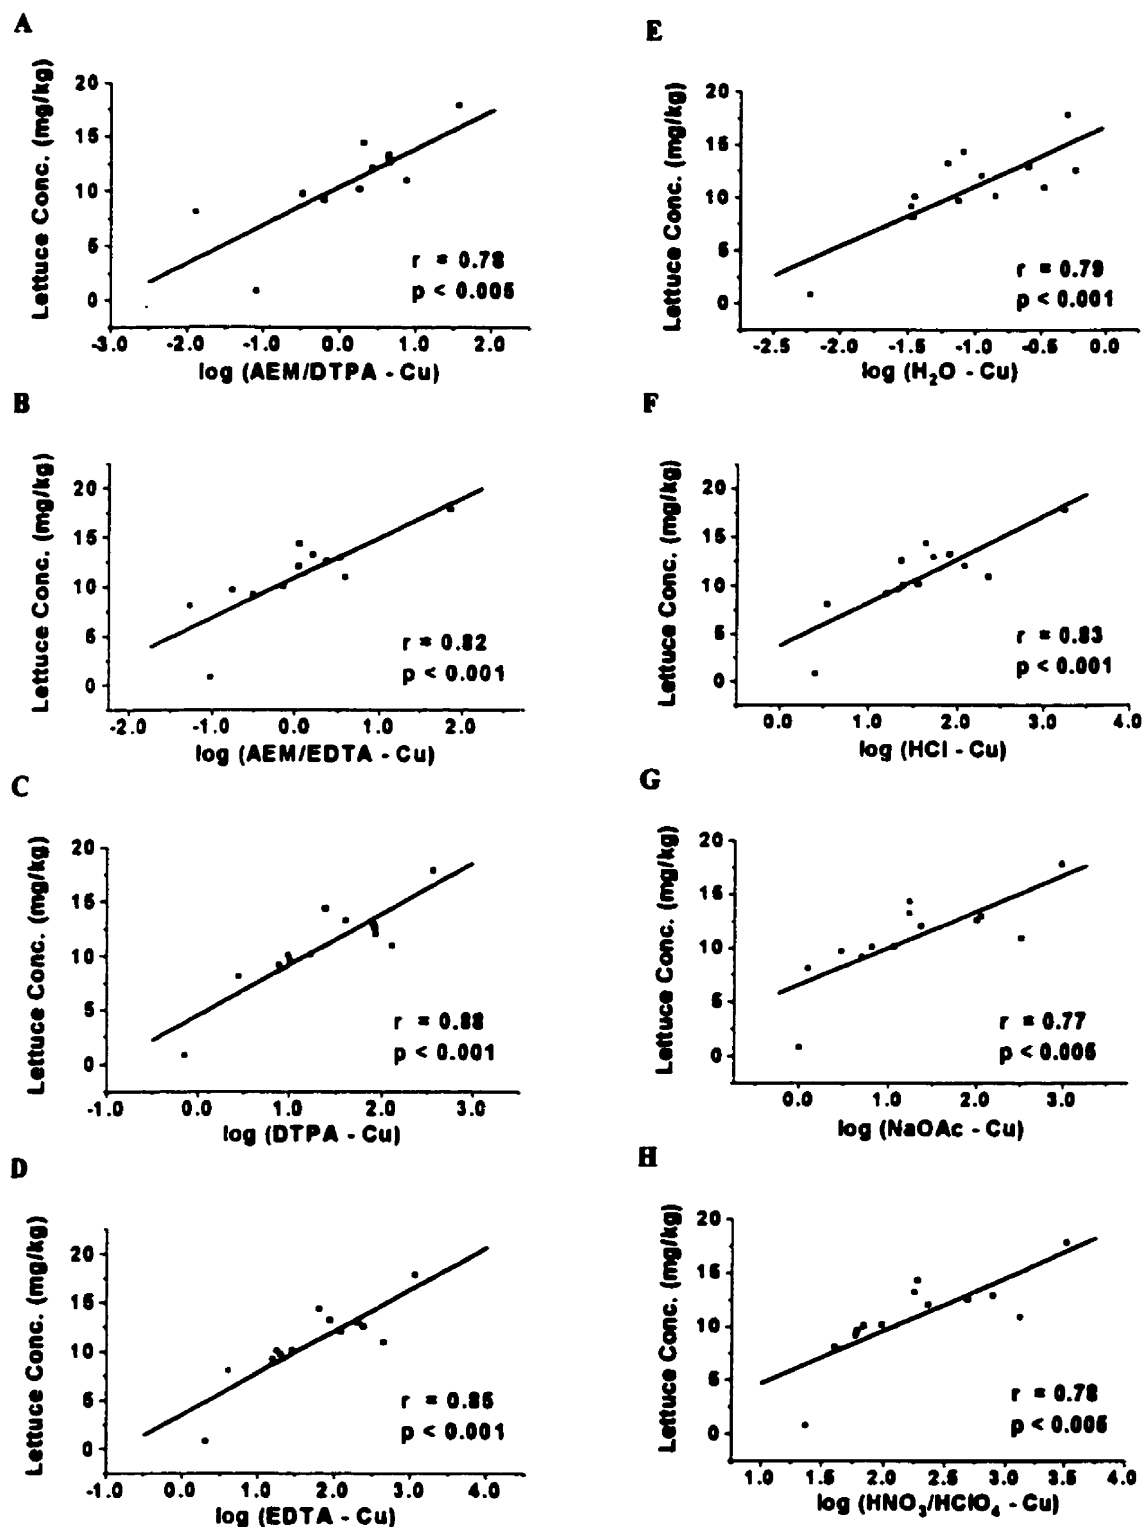 A
Lettuce Conc. (mg/kg)
20
15
10
5
0
r = 0.78
p < 0.005
-3.0 -2.0 -1.0 0.0 1.0 2.0
log (AEM/DTPA - Cu)
B
Lettuce Conc. (mg/kg)
20
15
10
5
0
r = 0.82
p < 0.001
-2.0 -1.0 0.0 1.0 2.0
log (AEM/EDTA - Cu)
C
Lettuce Conc. (mg/kg)
20
15
10
5
0
r = 0.88
p < 0.001
-1.0 0.0 1.0 2.0 3.0
log (DTPA - Cu)
D
Lettuce Conc. (mg/kg)
20
15
10
5
0
r = 0.85
p < 0.001
-1.0 0.0 1.0 2.0 3.0 4.0
log (EDTA - Cu)
E
Lettuce Conc. (mg/kg)
20
15
10
5
0
r = 0.79
p < 0.001
-2.5 -2.0 -1.5 -1.0 -0.5 0.0
log (H₂O - Cu)
F
Lettuce Conc. (mg/kg)
20
15
10
5
0
r = 0.83
p < 0.001
0.0 1.0 2.0 3.0 4.0
log (HCl - Cu)
G
Lettuce Conc. (mg/kg)
20
15
10
5
0
r = 0.77
p < 0.005
0.0 1.0 2.0 3.0
log (NaOAc - Cu)
H
Lettuce Conc. (mg/kg)
20
15
10
5
0
r = 0.78
p < 0.005
1.0 1.5 2.0 2.5 3.0 3.5 4.0
log (HNO₃/HClO₄ - Cu)